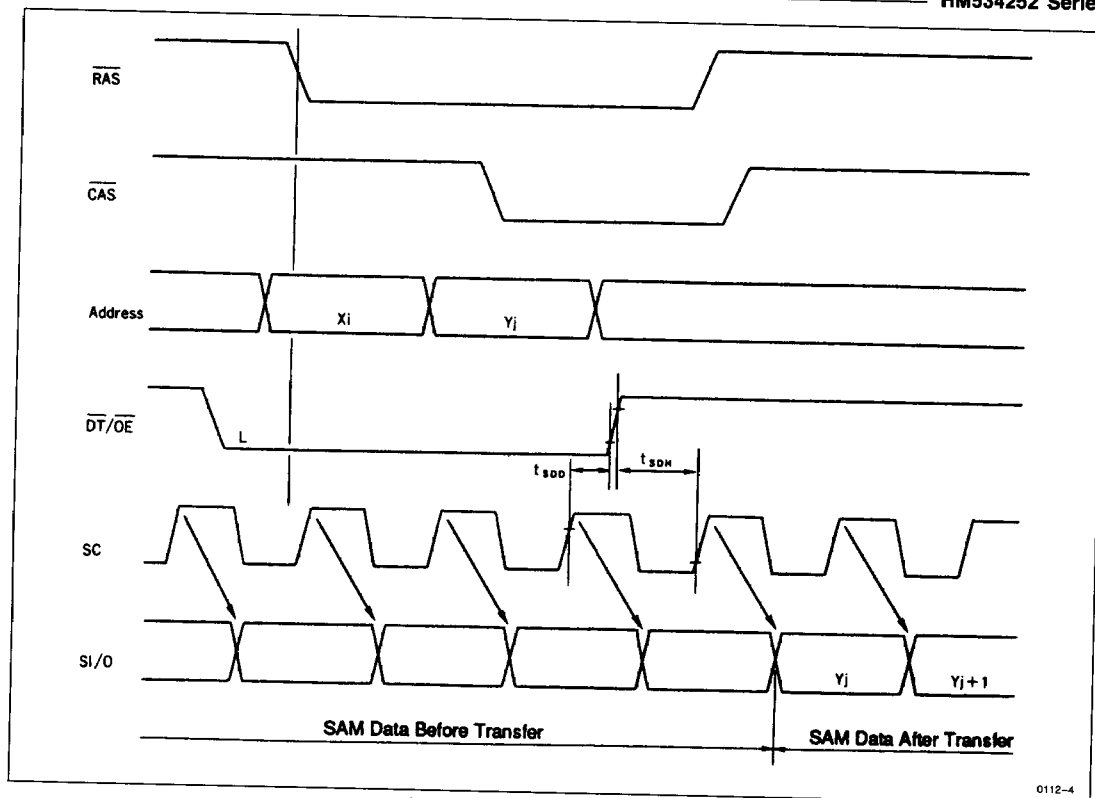 HM534252 Serie
RAS
CAS
Address
Xi
Yj
DT/OE
L
tSDD
tSDH
SC
SI/O
Yj
Yj+1
SAM Data Before Transfer
SAM Data After Transfer
0112-4